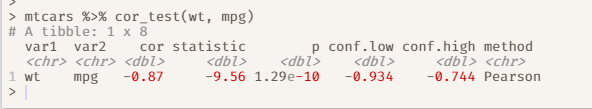 >
> mtcars %>% cor_test(wt, mpg)
# A tibble: 1 x 8
var1 var2 cor statistic p conf.low conf.high method
<chr> <chr> <dbl> <dbl> <dbl> <dbl> <dbl> <chr>
1 wt mpg -0.87 -9.56 1.29e-10 -0.934 -0.744 Pearson
>